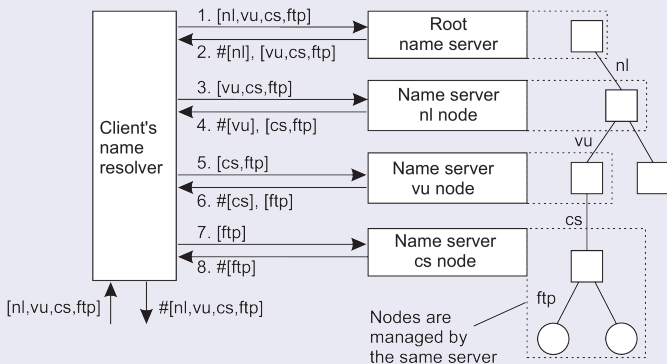 1. [nl,vu,cs,ftp]
2. #[nl], [vu,cs,ftp]
Root
name server
nl
3. [vu,cs,ftp]
4. #[vu], [cs,ftp]
Name server
nl node
Client's
name
resolver
vu
5. [cs,ftp]
6. #[cs], [ftp]
Name server
vu node
cs
7. [ftp]
8. #[ftp]
Name server
cs node
[nl,vu,cs,ftp]
#[nl,vu,cs,ftp]
ftp
Nodes are
managed by
the same server